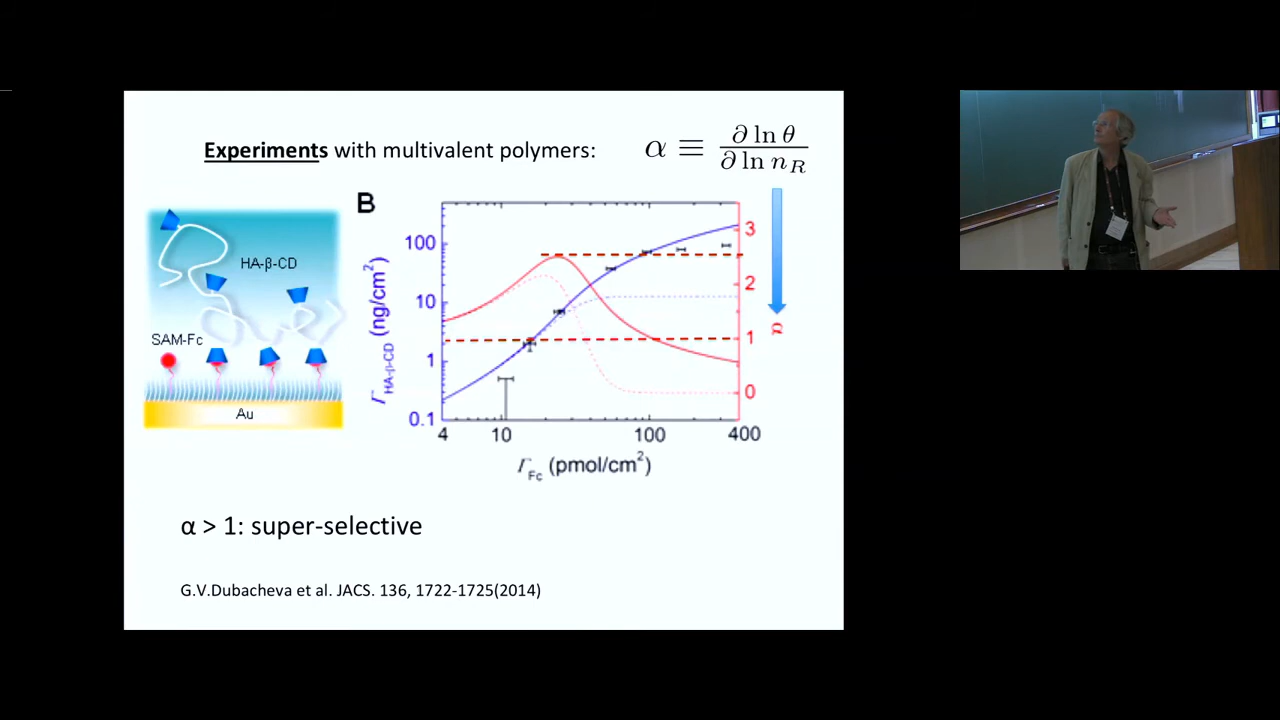 Experiments with multivalent polymers:
α ≡ ∂ ln θ / ∂ ln n_R
HA-β-CD
SAM-Fc
Au
B
Γ_HA-β-CD (ng/cm²)
100
10
1
0.1
3
2
1
0
α
4 10 100 400
Γ_Fc (pmol/cm²)
α > 1: super-selective
G.V.Dubacheva et al. JACS. 136, 1722-1725(2014)